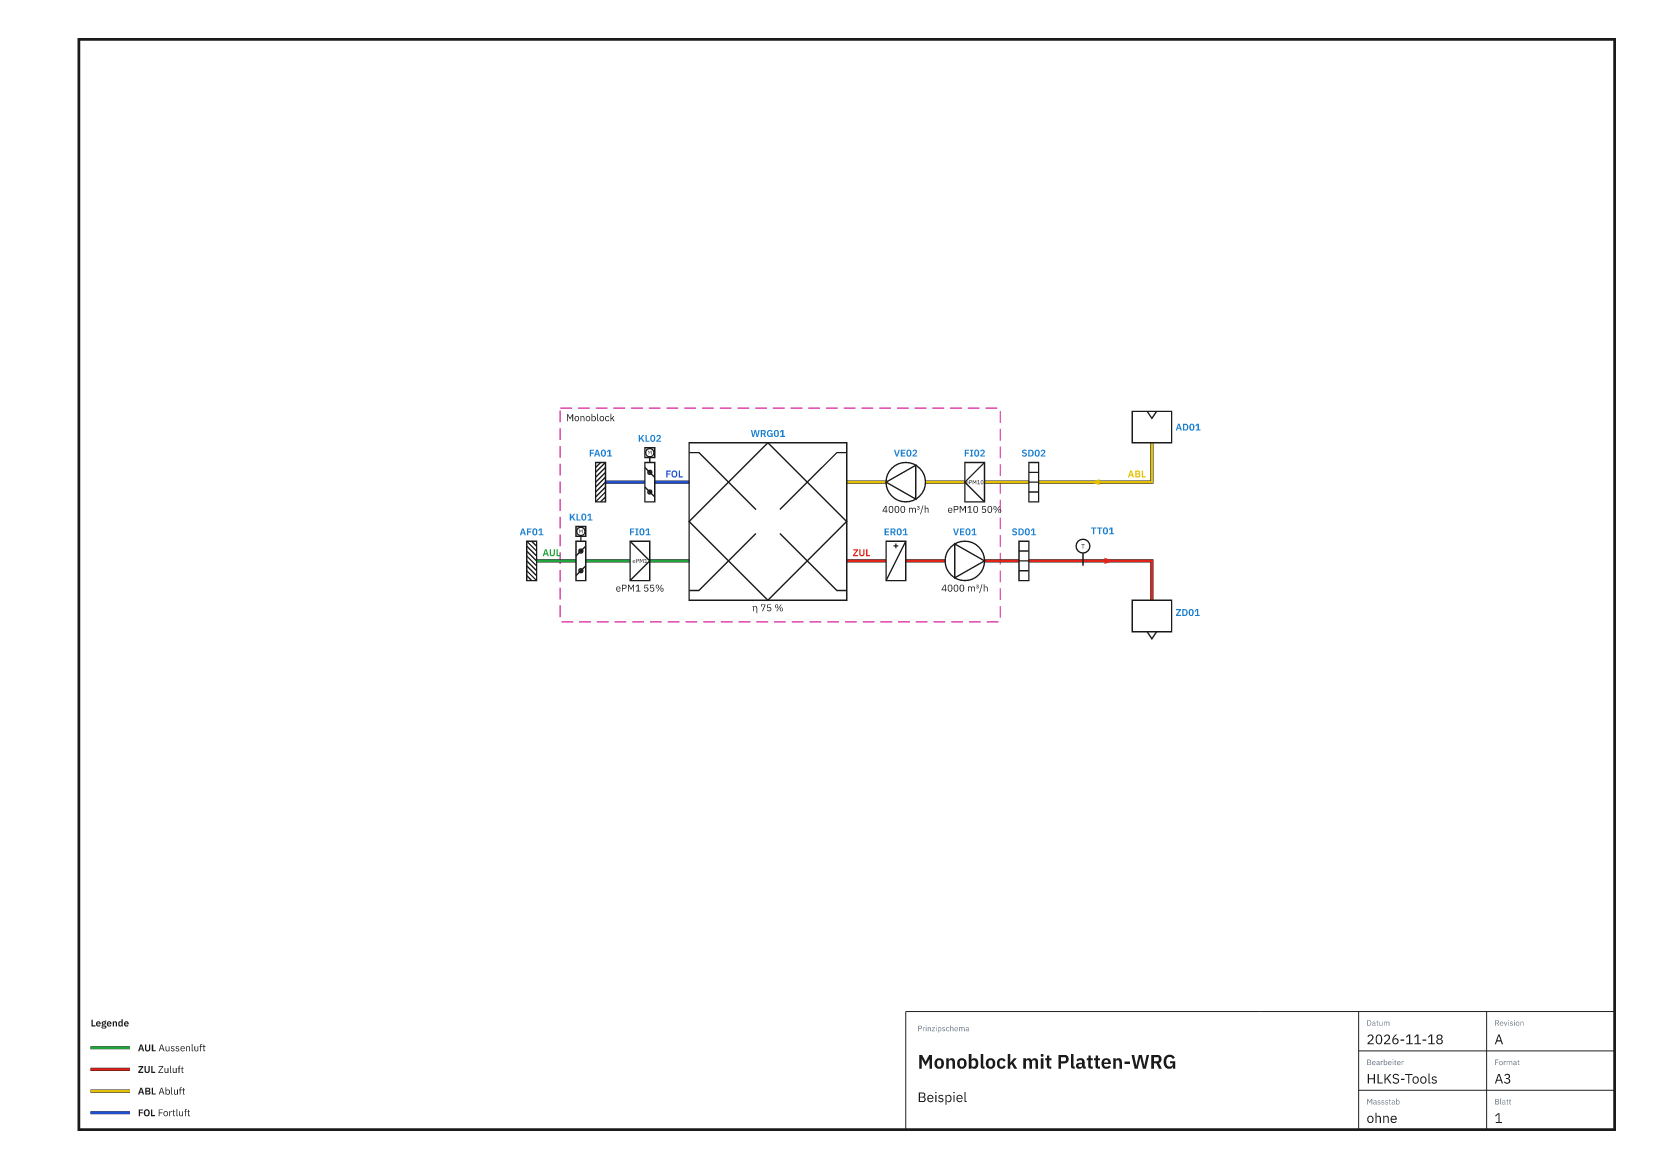 Monoblock
WRG01
KL02
FA01
FOL
VE02
FI02
SD02
AD01
ABL
ePM10
4000 m³/h
ePM10 50%
KL01
AF01
AUL
FI01
ZUL
ER01
VE01
SD01
TT01
T
ePM1 55%
4000 m³/h
η 75 %
ZD01
Legende
AUL Aussenluft
ZUL Zuluft
ABL Abluft
FOL Fortluft
Prinzipschema
Monoblock mit Platten-WRG
Beispiel
Datum
2026-11-18
Revision
A
Bearbeiter
HLKS-Tools
Format
A3
Massstab
ohne
Blatt
1